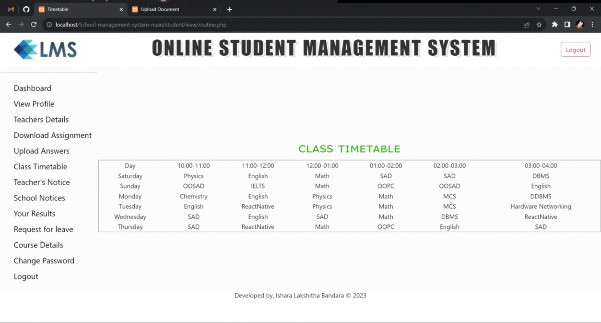 Timetable
Upload Document
localhost/School-management-system-main/student/view/routine.php
LMS
ONLINE STUDENT MANAGEMENT SYSTEM
Logout
Dashboard
View Profile
Teachers Details
Download Assignment
Upload Answers
Class Timetable
Teacher's Notice
School Notices
Your Results
Request for leave
Course Details
Change Password
Logout
CLASS TIMETABLE
Day 10:00-11:00 11:00-12:00 12:00-01:00 01:00-02:00 02:00-03:00 03:00-04:00
Saturday Physics English Math SAD SAD DBMS
Sunday OOSAD IELTS Math OOPC OOSAD English
Monday Chemistry English Physics Math MCS DDBMS
Tuesday English ReactNative Physics Math MCS Hardware Networking
Wednesday SAD English SAD Math DBMS ReactNative
Thursday SAD ReactNative Math OOPC English SAD
Developed by, Ishara Lakshitha Bandara © 2023